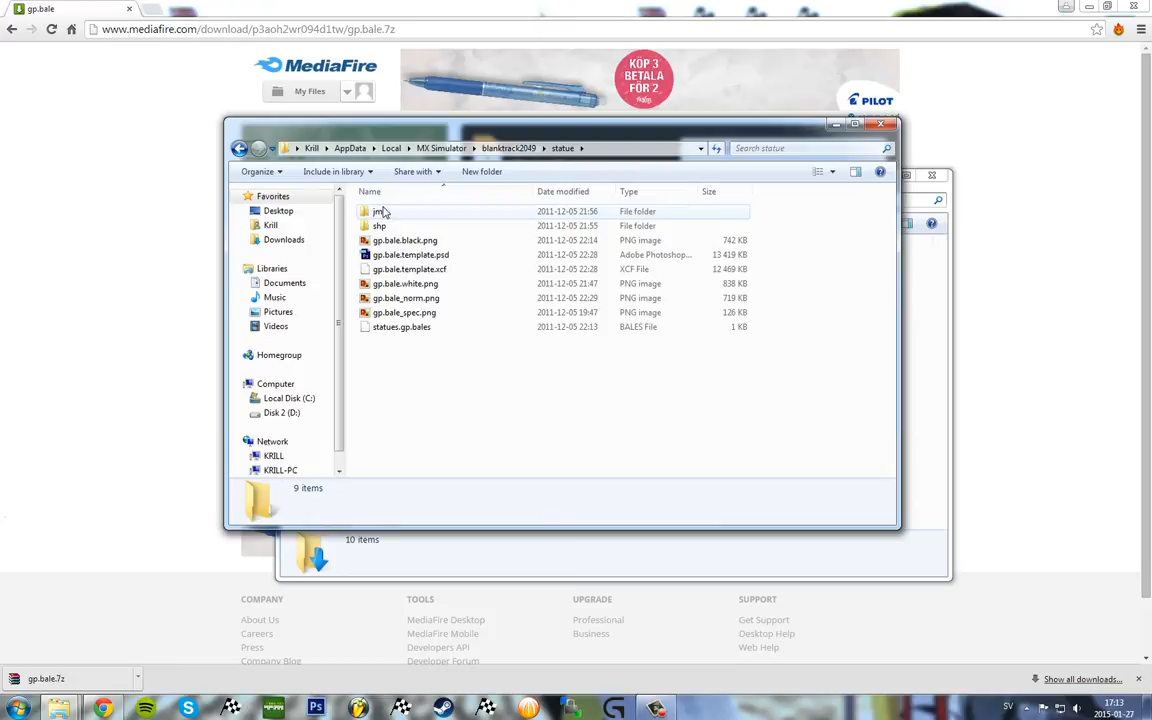 gp.bale
www.mediafire.com/download/p3aoh2wr094d1tw/gp.bale.7z
MediaFire
My Files
KÖP 3
BETALA
FÖR 2
PILOT
Krill
AppData
Local
MX Simulator
blanktrack2049
statue
Search statue
Organize
Include in library
Share with
New folder
Favorites
Desktop
Krill
Downloads
Libraries
Documents
Music
Pictures
Videos
Homegroup
Computer
Local Disk (C:)
Disk 2 (D:)
Network
KRILL
KRILL-PC
Name Date modified Type Size
jm 2011-12-05 21:56 File folder
shp 2011-12-05 21:55 File folder
gp.bale.black.png 2011-12-05 22:14 PNG image 742 KB
gp.bale.template.psd 2011-12-05 22:28 Adobe Photoshop... 13 419 KB
gp.bale.template.xcf 2011-12-05 22:28 XCF File 12 469 KB
gp.bale.white.png 2011-12-05 21:47 PNG image 838 KB
gp.bale_norm.png 2011-12-05 22:29 PNG image 719 KB
gp.bale_spec.png 2011-12-05 19:47 PNG image 126 KB
statues.gp.bales 2011-12-05 22:13 BALES File 1 KB
9 items
10 items
COMPANY
About Us
Careers
Press
Company Blog
TOOLS
MediaFire Desktop
MediaFire Mobile
Developers API
Developer Forum
UPGRADE
Professional
Business
SUPPORT
Get Support
Desktop Help
Web Help
gp.bale.7z
Show all downloads...
SV
17:13
2015-01-27